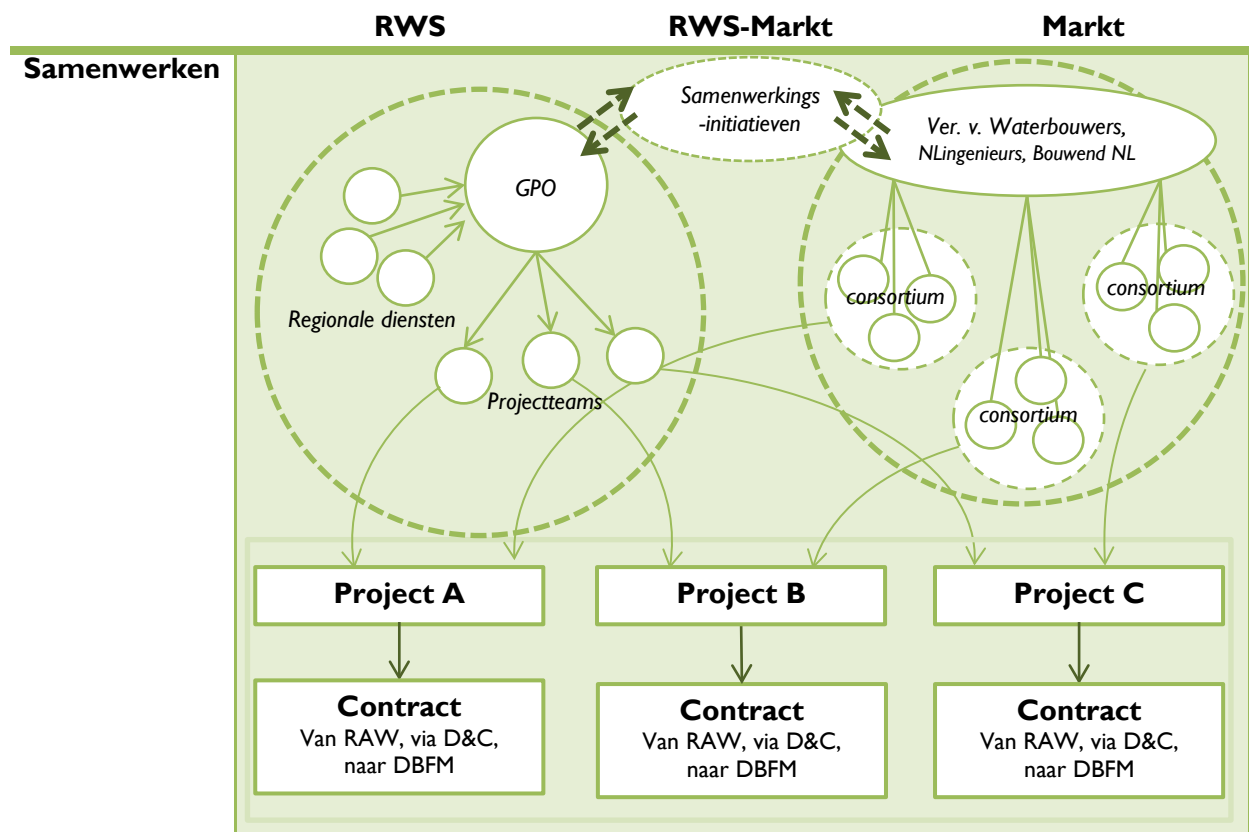 RWS
RWS-Markt
Markt
Samenwerken
Samenwerkings
-initiatieven
Ver. v. Waterbouwers,
NLingenieurs, Bouwend NL
GPO
Regionale diensten
Projectteams
consortium
consortium
consortium
Project A
Project B
Project C
Contract
Van RAW, via D&C,
naar DBFM
Contract
Van RAW, via D&C,
naar DBFM
Contract
Van RAW, via D&C,
naar DBFM